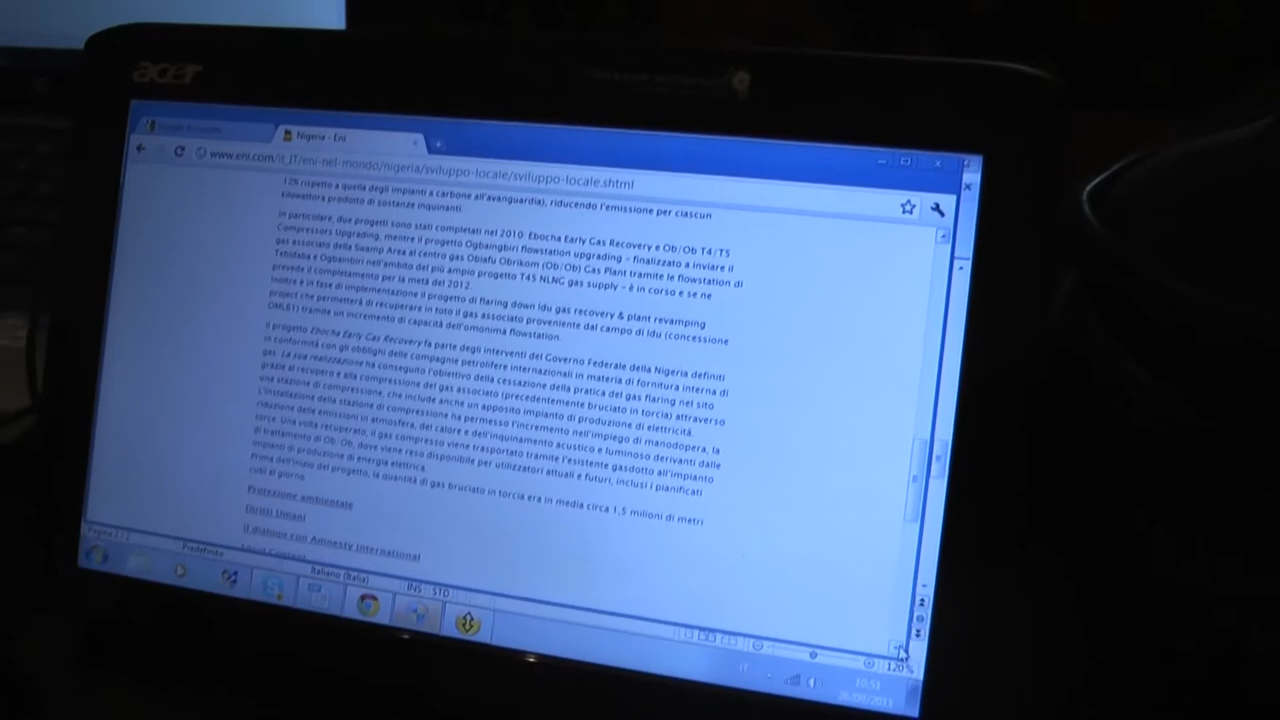 acer
Nigeria - Eni
www.eni.com/it_IT/eni-nel-mondo/nigeria/sviluppo-locale/sviluppo-locale.shtml
12% rispetto a quella degli impianti a carbone all'avanguardia), riducendo l'emissione per ciascun
kilowattora prodotto di sostanze inquinanti.
In particolare, due progetti sono stati completati nel 2010: Ebocha Early Gas Recovery e Ob/Ob T4/T5
Compressors Upgrading, mentre il progetto Ogbaingbiri flowstation upgrading – finalizzato a inviare il
gas associato della Swamp Area al centro gas Obiafu Obrikom (Ob/Ob) Gas Plant tramite le flowstation di
Tebidaba e Ogbainbiri nell'ambito del più ampio progetto T45 NLNG gas supply – è in corso e se ne
prevede il completamento per la metà del 2012.
Inoltre è in fase di implementazione il progetto di flaring down Idu gas recovery & plant revamping
project che permetterà di recuperare in toto il gas associato proveniente dal campo di Idu (concessione
OML61) tramite un incremento di capacità dell'omonima flowstation.
Il progetto Ebocha Early Gas Recovery fa parte degli interventi del Governo Federale della Nigeria definiti
in conformità con gli obblighi delle compagnie petrolifere internazionali in materia di fornitura interna di
gas. La sua realizzazione ha conseguito l'obiettivo della cessazione della pratica del gas flaring nel sito
grazie al recupero e alla compressione del gas associato (precedentemente bruciato in torcia) attraverso
una stazione di compressione, che include anche un apposito impianto di produzione di elettricità.
L'installazione della stazione di compressione ha permesso l'incremento nell'impiego di manodopera, la
riduzione delle emissioni in atmosfera, del calore e dell'inquinamento acustico e luminoso derivanti dalle
torce. Una volta recuperato, il gas compresso viene trasportato tramite l'esistente gasdotto all'impianto
di trattamento di Ob/Ob, dove viene reso disponibile per utilizzatori attuali e futuri, inclusi i pianificati
impianti di produzione di energia elettrica.
Prima dell'inizio del progetto, la quantità di gas bruciato in torcia era in media circa 1,5 milioni di metri
cubi al giorno
Protezione ambientale
Diritti Umani
Il dialogo con Amnesty International
Local Content
Pagina 2 / 2
Predefinito
Italiano (Italia)
INS STD
120%
IT
10:51
26/09/2011